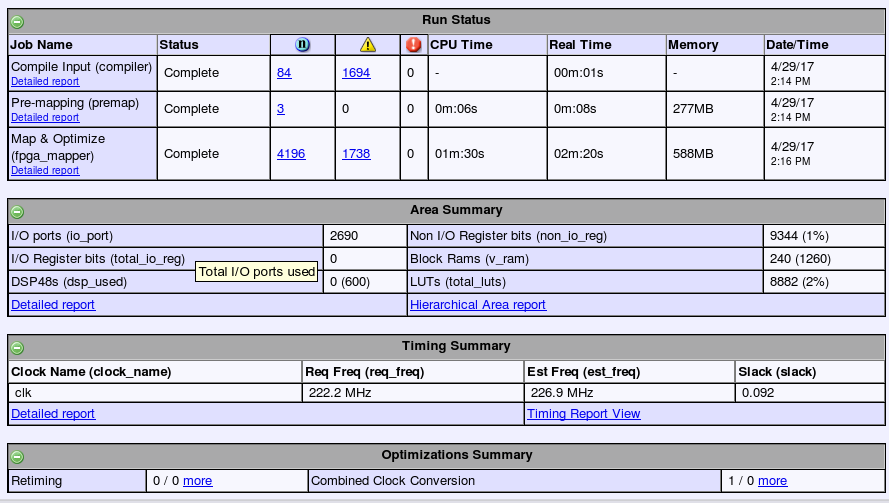 Run Status
Job Name Status n ! ! CPU Time Real Time Memory Date/Time
Compile Input (compiler) Complete 84 1694 0 - 00m:01s - 4/29/17
Detailed report 2:14 PM
Pre-mapping (premap) Complete 3 0 0 0m:06s 0m:08s 277MB 4/29/17
Detailed report 2:14 PM
Map & Optimize
(fpga_mapper) Complete 4196 1738 0 01m:30s 02m:20s 588MB 4/29/17
Detailed report 2:16 PM
Area Summary
I/O ports (io_port) 2690 Non I/O Register bits (non_io_reg) 9344 (1%)
I/O Register bits (total_io_reg) 0 Block Rams (v_ram) 240 (1260)
Total I/O ports used
DSP48s (dsp_used) 0 (600) LUTs (total_luts) 8882 (2%)
Detailed report Hierarchical Area report
Timing Summary
Clock Name (clock_name) Req Freq (req_freq) Est Freq (est_freq) Slack (slack)
clk 222.2 MHz 226.9 MHz 0.092
Detailed report Timing Report View
Optimizations Summary
Retiming 0 / 0 more Combined Clock Conversion 1 / 0 more